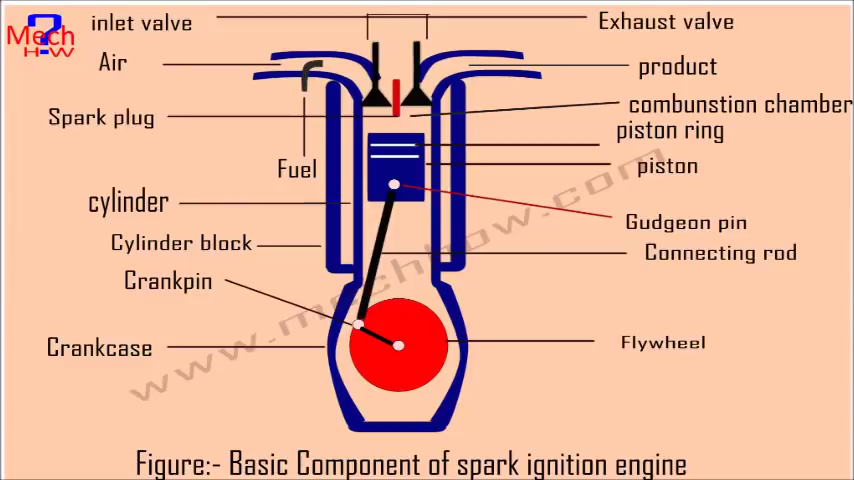 ?
Mech
H W
inlet valve
Exhaust valve
Air
product
combunstion chamber
Spark plug
piston ring
Fuel
piston
cylinder
Gudgeon pin
Cylinder block
Connecting rod
Crankpin
Crankcase
Flywheel
www.mechhow.com
Figure:- Basic Component of spark ignition engine